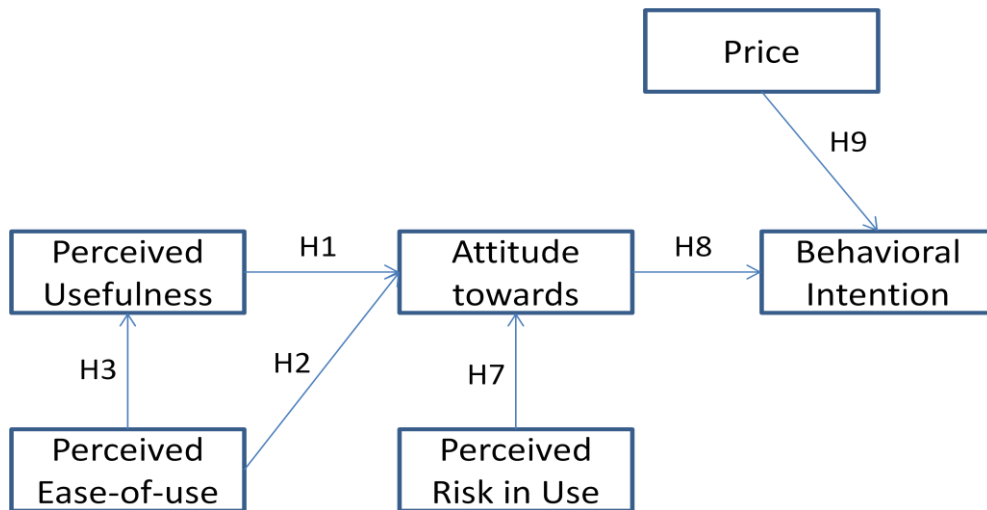 Price
H9
Perceived
Usefulness
H1
Attitude
towards
H8
Behavioral
Intention
H3
H2
H7
Perceived
Ease-of-use
Perceived
Risk in Use